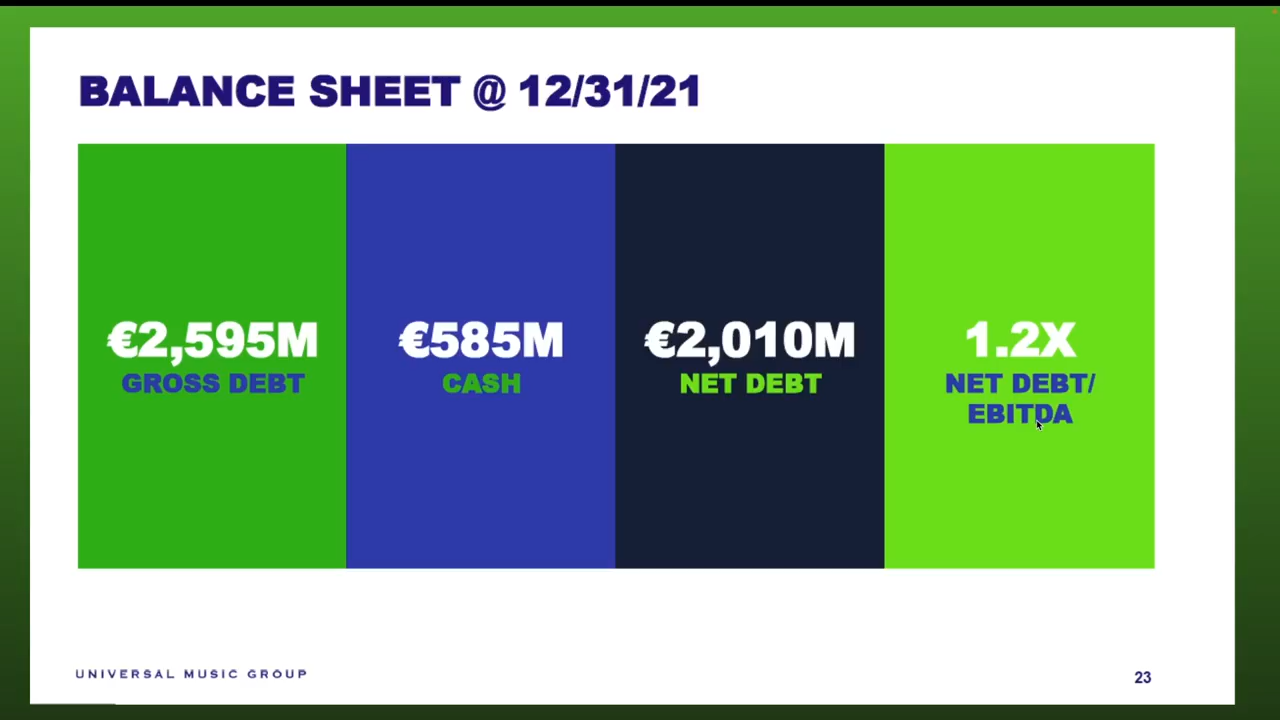 BALANCE SHEET @ 12/31/21
€2,595M
GROSS DEBT
€585M
CASH
€2,010M
NET DEBT
1.2X
NET DEBT/
EBITDA
UNIVERSAL MUSIC GROUP
23